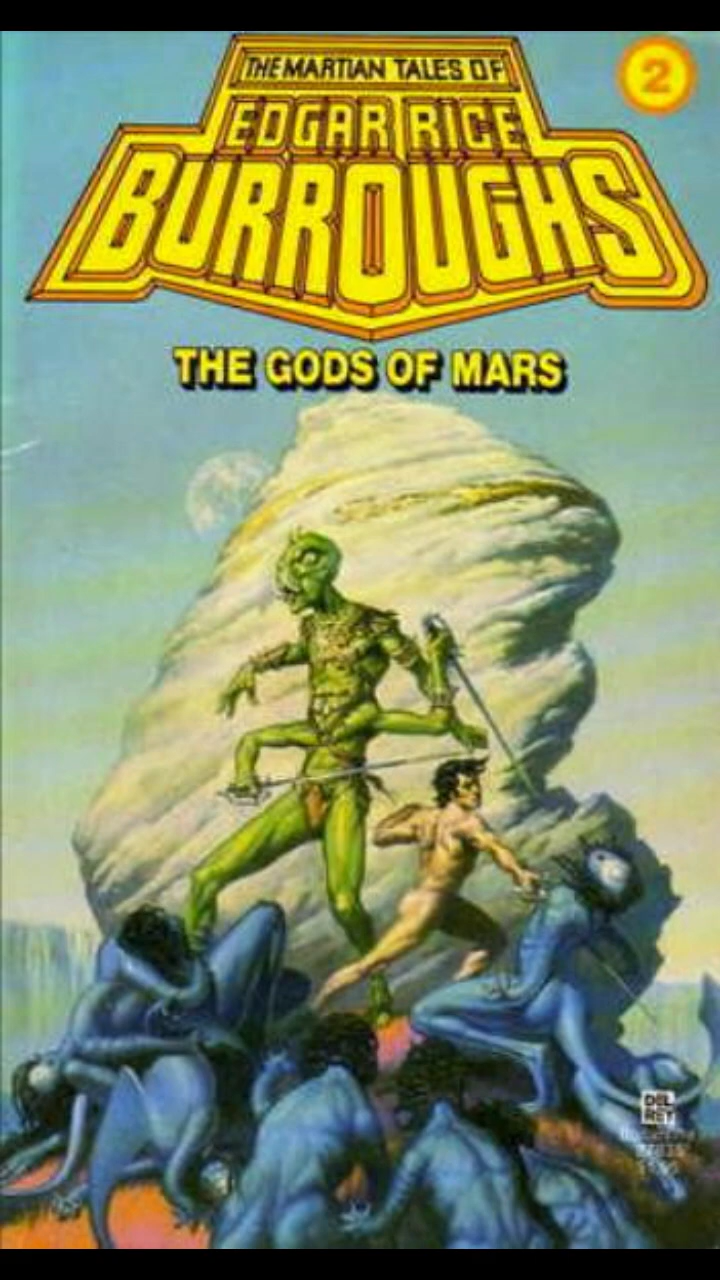 THE MARTIAN TALES OF
2
EDGAR RICE
BURROUGHS
THE GODS OF MARS
DEL
REY